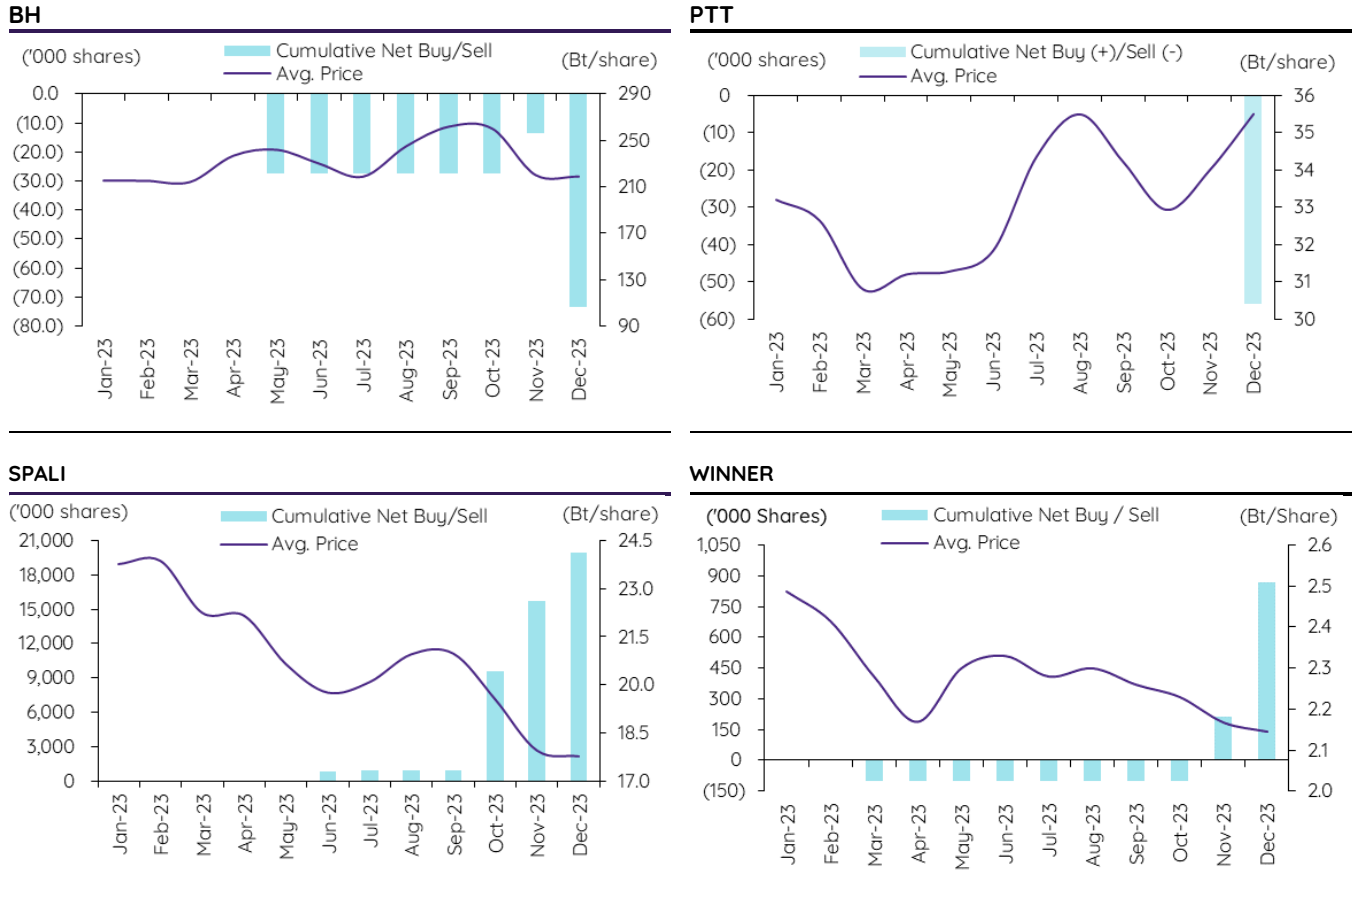 BH
('000 shares)
Cumulative Net Buy/Sell
Avg. Price
(Bt/share)
0.0
(10.0)
(20.0)
(30.0)
(40.0)
(50.0)
(60.0)
(70.0)
(80.0)
290
250
210
170
130
90
Jan-23
Feb-23
Mar-23
Apr-23
May-23
Jun-23
Jul-23
Aug-23
Sep-23
Oct-23
Nov-23
Dec-23
PTT
('000 shares)
Cumulative Net Buy (+)/Sell (-)
Avg. Price
(Bt/share)
0
(10)
(20)
(30)
(40)
(50)
(60)
36
35
34
33
32
31
30
Jan-23
Feb-23
Mar-23
Apr-23
May-23
Jun-23
Jul-23
Aug-23
Sep-23
Oct-23
Nov-23
Dec-23
SPALI
('000 shares)
Cumulative Net Buy/Sell
Avg. Price
(Bt/share)
21,000
18,000
15,000
12,000
9,000
6,000
3,000
0
24.5
23.0
21.5
20.0
18.5
17.0
Jan-23
Feb-23
Mar-23
Apr-23
May-23
Jun-23
Jul-23
Aug-23
Sep-23
Oct-23
Nov-23
Dec-23
WINNER
('000 Shares)
Cumulative Net Buy / Sell
Avg. Price
(Bt/Share)
1,050
900
750
600
450
300
150
0
(150)
2.6
2.5
2.4
2.3
2.2
2.1
2.0
Jan-23
Feb-23
Mar-23
Apr-23
May-23
Jun-23
Jul-23
Aug-23
Sep-23
Oct-23
Nov-23
Dec-23